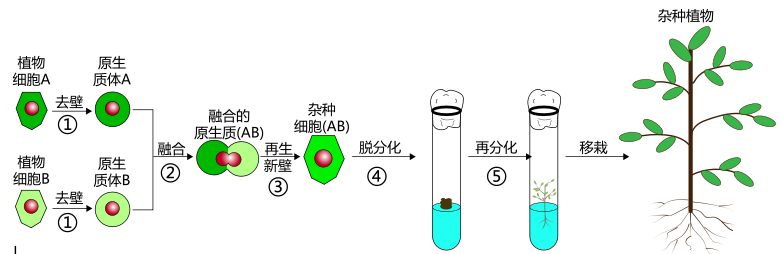 杂种植物
植物
细胞A
去壁
①
原生
质体A
植物
细胞B
去壁
①
原生
质体B
融合
②
融合的
原生质(AB)
再生
新壁
③
杂种
细胞(AB)
脱分化
④
再分化
⑤
移栽